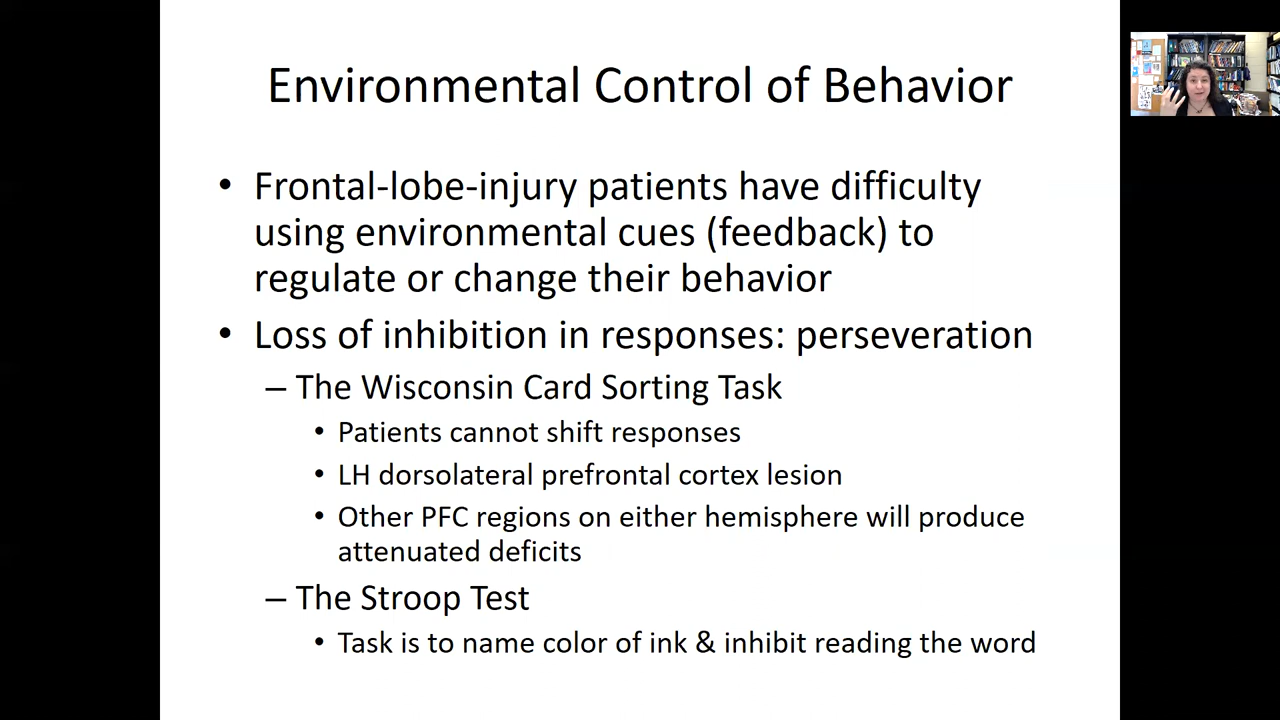 Environmental Control of Behavior
• Frontal-lobe-injury patients have difficulty
using environmental cues (feedback) to
regulate or change their behavior
• Loss of inhibition in responses: perseveration
– The Wisconsin Card Sorting Task
• Patients cannot shift responses
• LH dorsolateral prefrontal cortex lesion
• Other PFC regions on either hemisphere will produce
attenuated deficits
– The Stroop Test
• Task is to name color of ink & inhibit reading the word